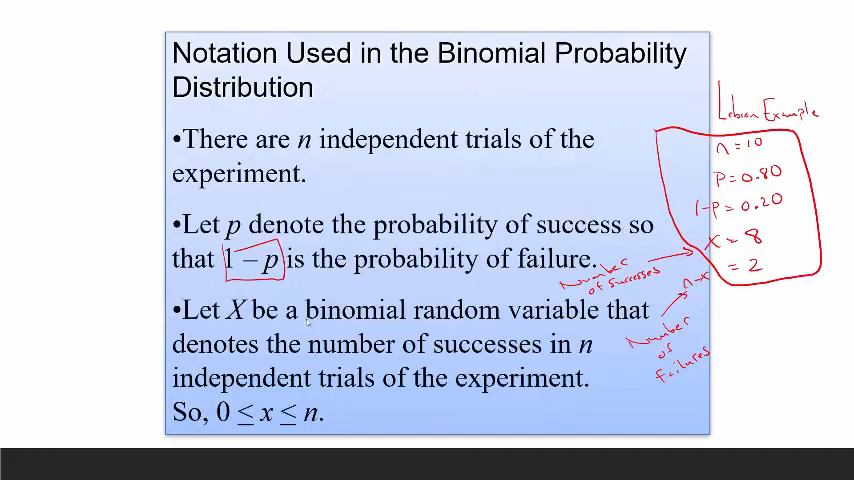 Notation Used in the Binomial Probability
Distribution
•There are n independent trials of the
experiment.
•Let p denote the probability of success so
that 1 – p is the probability of failure.
•Let X be a binomial random variable that
denotes the number of successes in n
independent trials of the experiment.
So, 0 ≤ x ≤ n.
Lebron Example
n = 10
P = 0.80
1-P = 0.20
x = 8
n-x = 2
Number
of successes
Number
of
failures